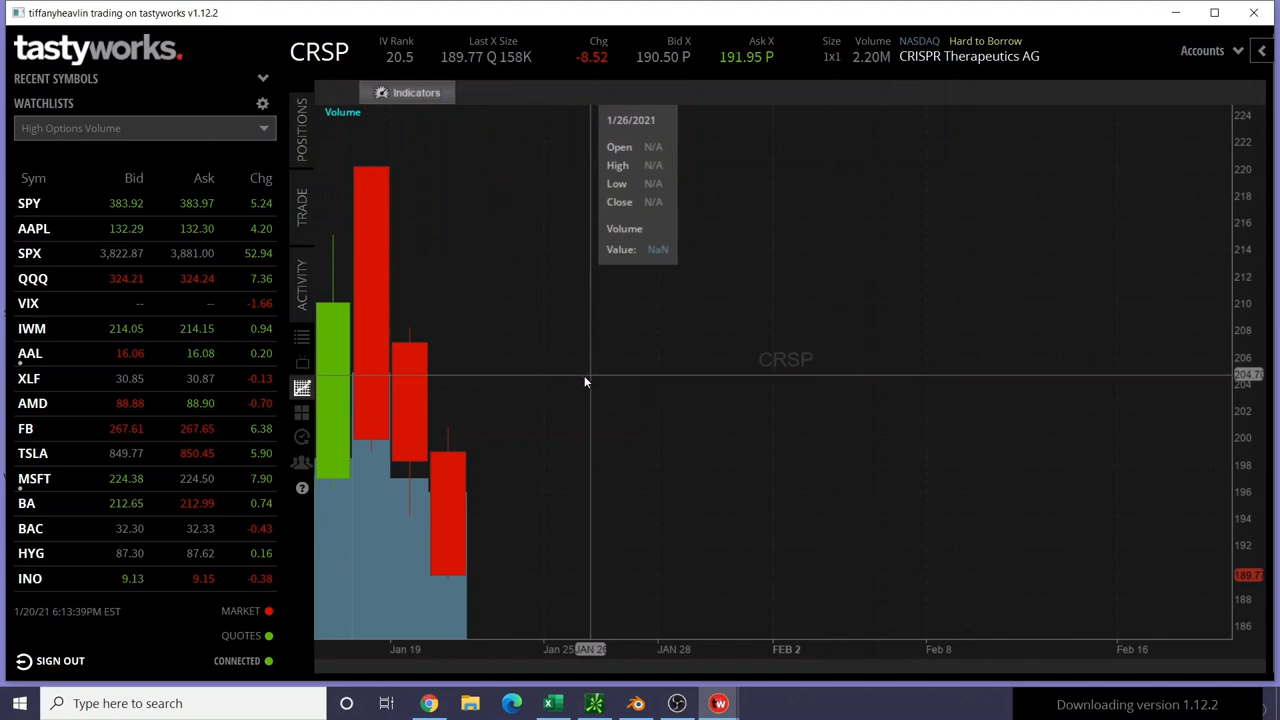 tiffanyheavlin trading on tastyworks v1.12.2
tastyworks.
RECENT SYMBOLS
WATCHLISTS
High Options Volume
Sym Bid Ask Chg
SPY 383.92 383.97 5.24
AAPL 132.29 132.30 4.20
SPX 3,822.87 3,881.00 52.94
QQQ 324.21 324.24 7.36
VIX -- -- -1.66
IWM 214.05 214.15 0.94
AAL 16.06 16.08 0.20
XLF 30.85 30.87 -0.13
AMD 88.88 88.90 -0.70
FB 267.61 267.65 6.38
TSLA 849.77 850.45 5.90
MSFT 224.38 224.50 7.90
BA 212.65 212.99 0.74
BAC 32.30 32.33 -0.43
HYG 87.30 87.62 0.16
INO 9.13 9.15 -0.38
1/20/21 6:13:39PM EST
MARKET
QUOTES
SIGN OUT
CONNECTED
CRSP
IV Rank
20.5
Last X Size
189.77 Q 158K
Chg
-8.52
Bid X
190.50 P
Ask X
191.95 P
Size
1x1
Volume
2.20M
NASDAQ Hard to Borrow
CRISPR Therapeutics AG
Accounts
POSITIONS
TRADE
ACTIVITY
?
Indicators
Volume
1/26/2021
Open N/A
High N/A
Low N/A
Close N/A
Volume
Value: NaN
CRSP
224
222
220
218
216
214
212
210
208
206
204.70
204
202
200
198
196
194
192
189.77
188
186
Jan 19
Jan 25
JAN 26
JAN 28
FEB 2
Feb 8
Feb 16
Type here to search
Downloading version 1.12.2